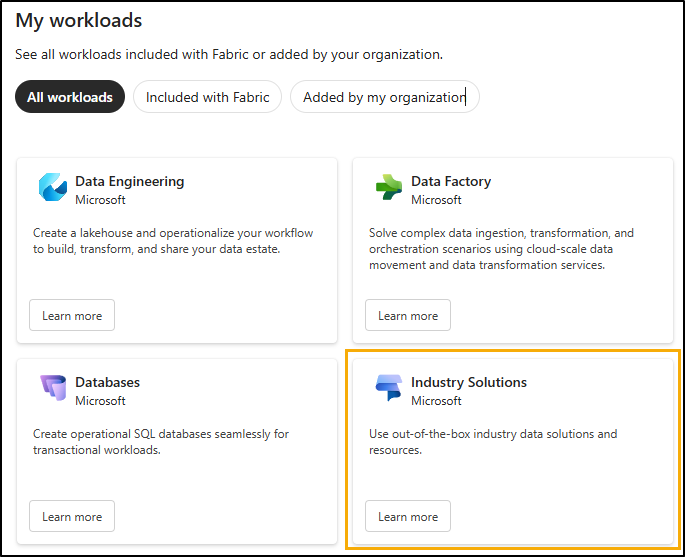 My workloads
See all workloads included with Fabric or added by your organization.
All workloads
Included with Fabric
Added by my organization
Data Engineering
Microsoft
Create a lakehouse and operationalize your workflow
to build, transform, and share your data estate.
Learn more
Data Factory
Microsoft
Solve complex data ingestion, transformation, and
orchestration scenarios using cloud-scale data
movement and data transformation services.
Learn more
Databases
Microsoft
Create operational SQL databases seamlessly for
transactional workloads.
Learn more
Industry Solutions
Microsoft
Use out-of-the-box industry data solutions and
resources.
Learn more